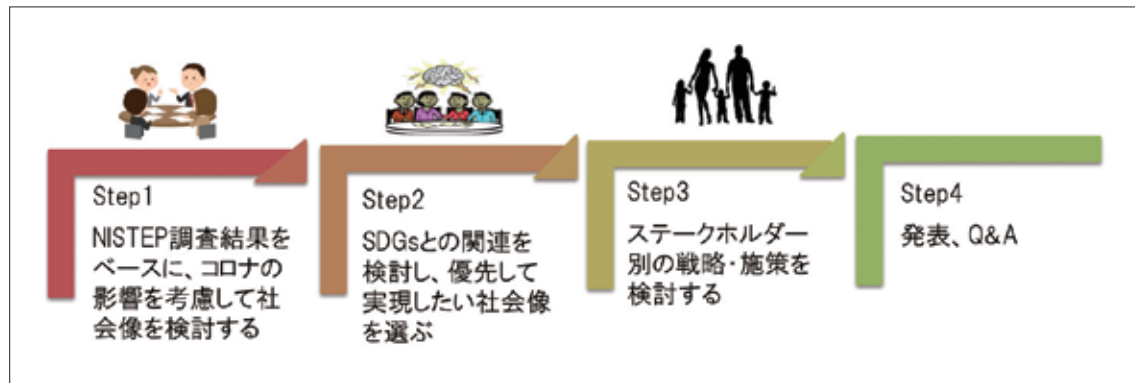 Step1
NISTEP調査結果を
ベースに、コロナの
影響を考慮して社
会像を検討する
Step2
SDGsとの関連を
検討し、優先して
実現したい社会像
を選ぶ
Step3
ステークホルダー
別の戦略・施策を
検討する
Step4
発表、Q&A